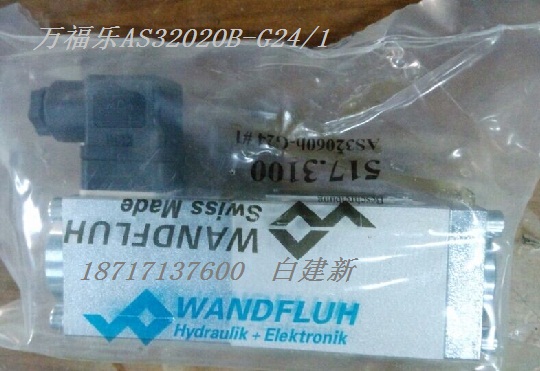 万福乐AS32020B-G24/1
AS32060b-G24 #1
517.3100
WANDFLUH
Swiss Made
18717137600 白建新
WANDFLUH
Hydraulik + Elektronik